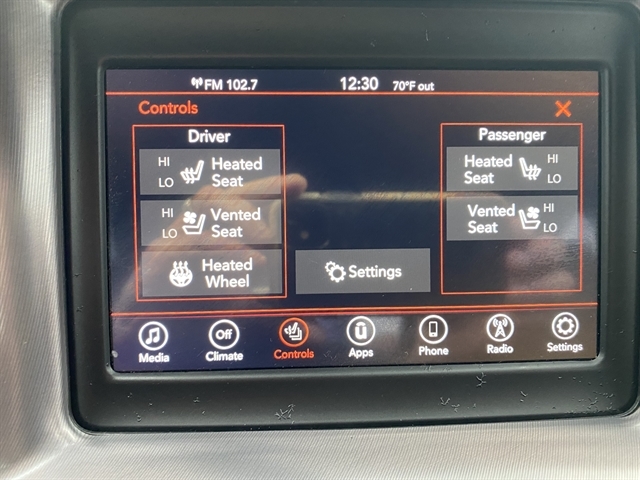 FM 102.7 12:30 70°F out
Controls
Driver
HI
LO
Heated
Seat
HI
LO
Vented
Seat
Heated
Wheel
Settings
Passenger
Heated
Seat
HI
LO
Vented
Seat
HI
LO
Off
Media Climate Controls Apps Phone Radio Settings